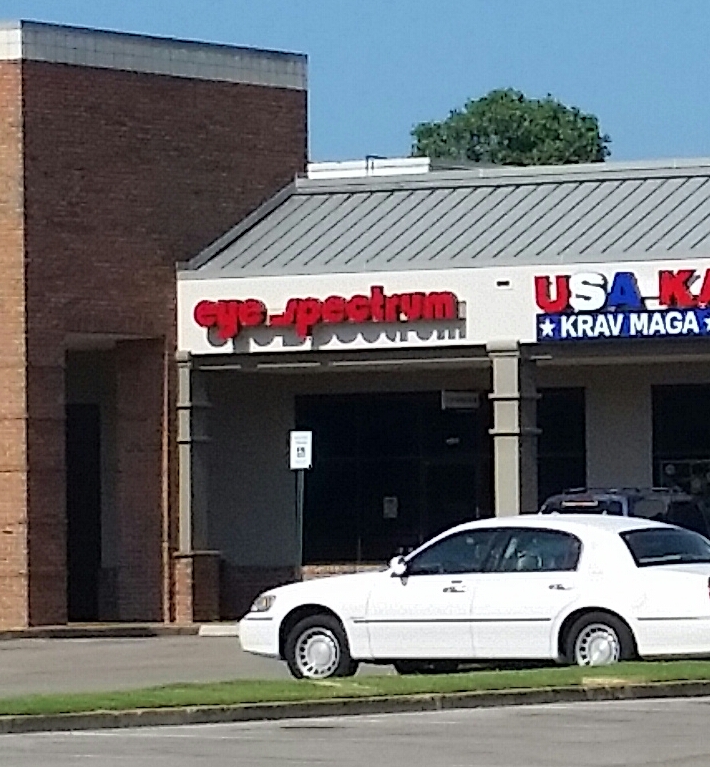 eye spectrum
USA KA
★ KRAV MAGA ★